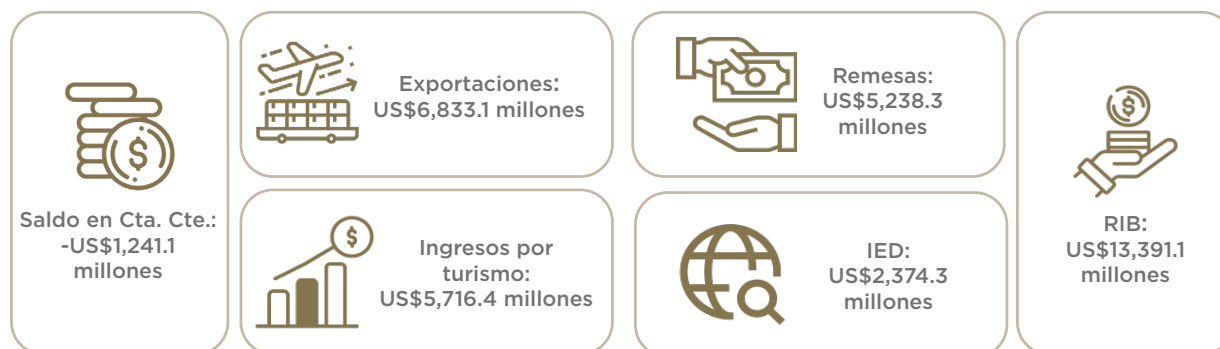 Saldo en Cta. Cte.:
-US$1,241.1
millones
Exportaciones:
US$6,833.1 millones
Ingresos por
turismo:
US$5,716.4 millones
Remesas:
US$5,238.3
millones
IED:
US$2,374.3
millones
RIB:
US$13,391.1
millones